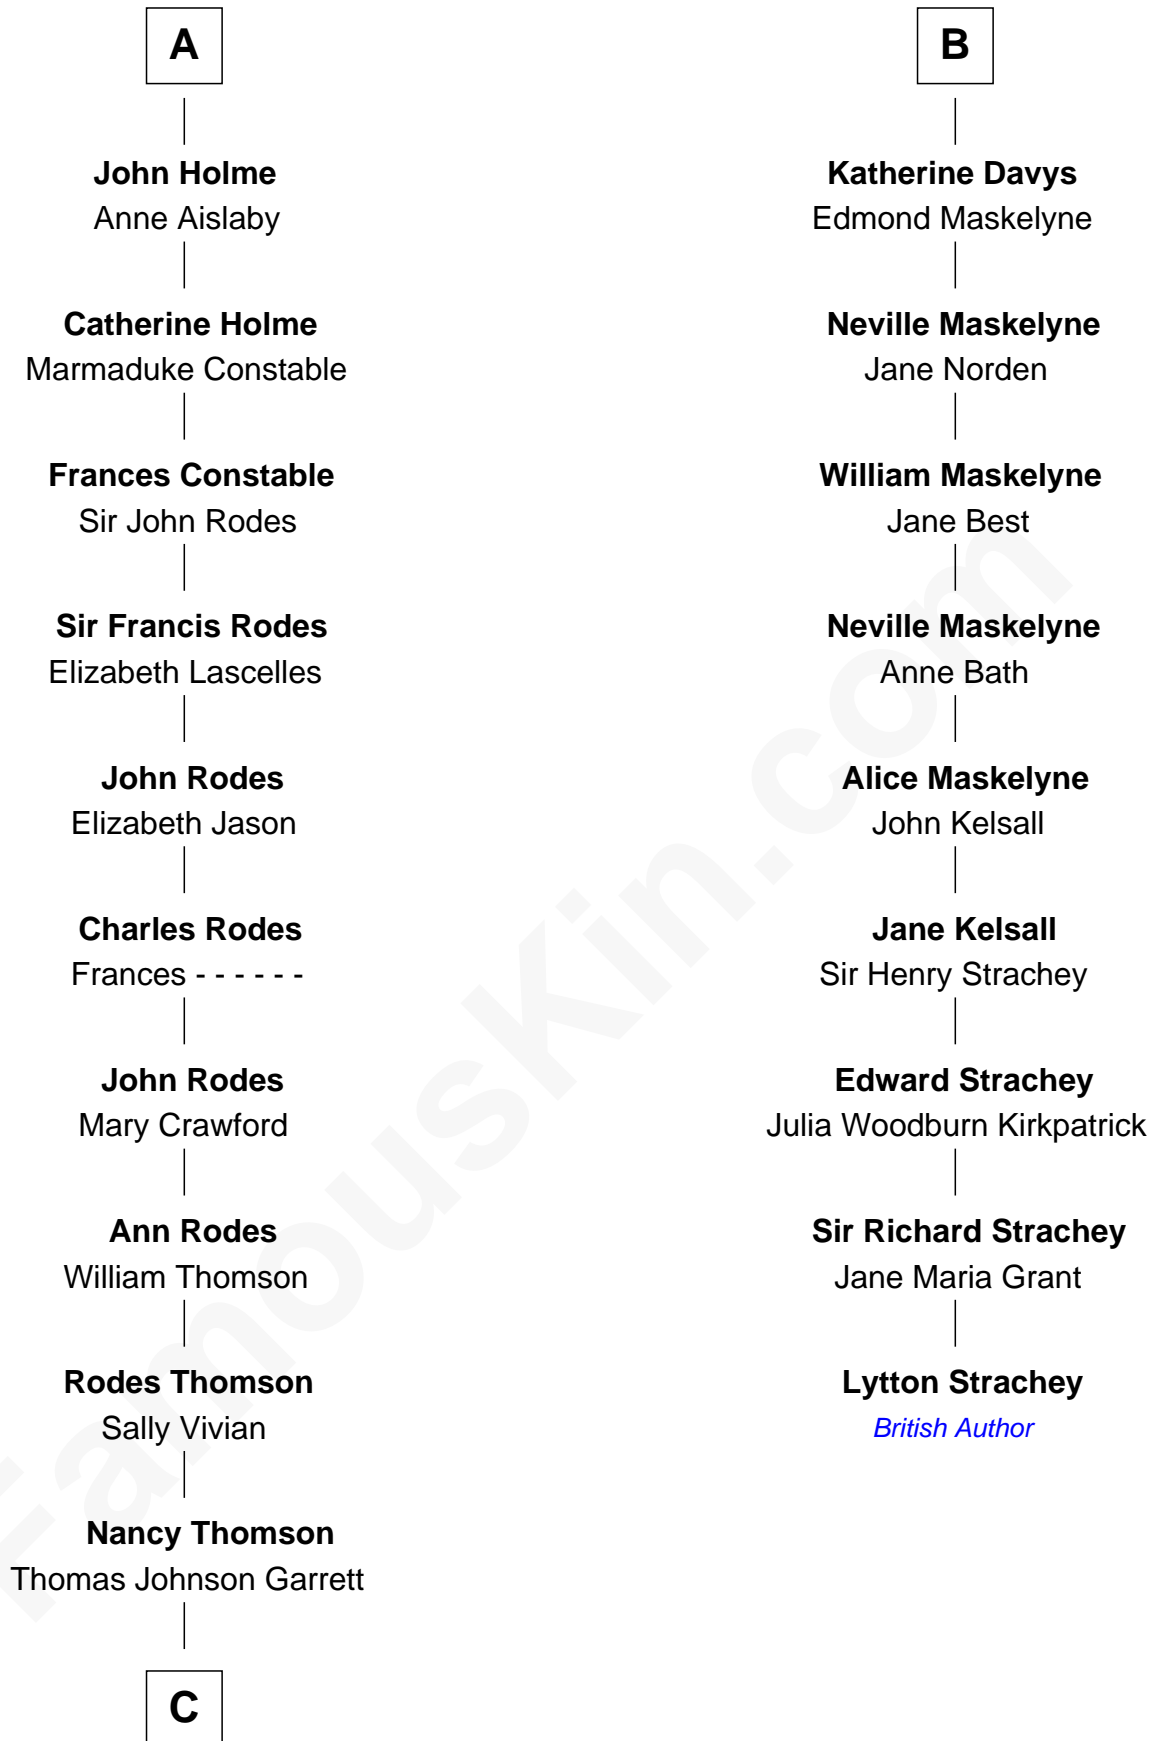 A
John Holme
Anne Aislaby
Catherine Holme
Marmaduke Constable
Frances Constable
Sir John Rodes
Sir Francis Rodes
Elizabeth Lascelles
John Rodes
Elizabeth Jason
Charles Rodes
Frances - - - - - -
John Rodes
Mary Crawford
Ann Rodes
William Thomson
Rodes Thomson
Sally Vivian
Nancy Thomson
Thomas Johnson Garrett
C
B
Katherine Davys
Edmond Maskelyne
Neville Maskelyne
Jane Norden
William Maskelyne
Jane Best
Neville Maskelyne
Anne Bath
Alice Maskelyne
John Kelsall
Jane Kelsall
Sir Henry Strachey
Edward Strachey
Julia Woodburn Kirkpatrick
Sir Richard Strachey
Jane Maria Grant
Lytton Strachey
British Author
FamousKin.com